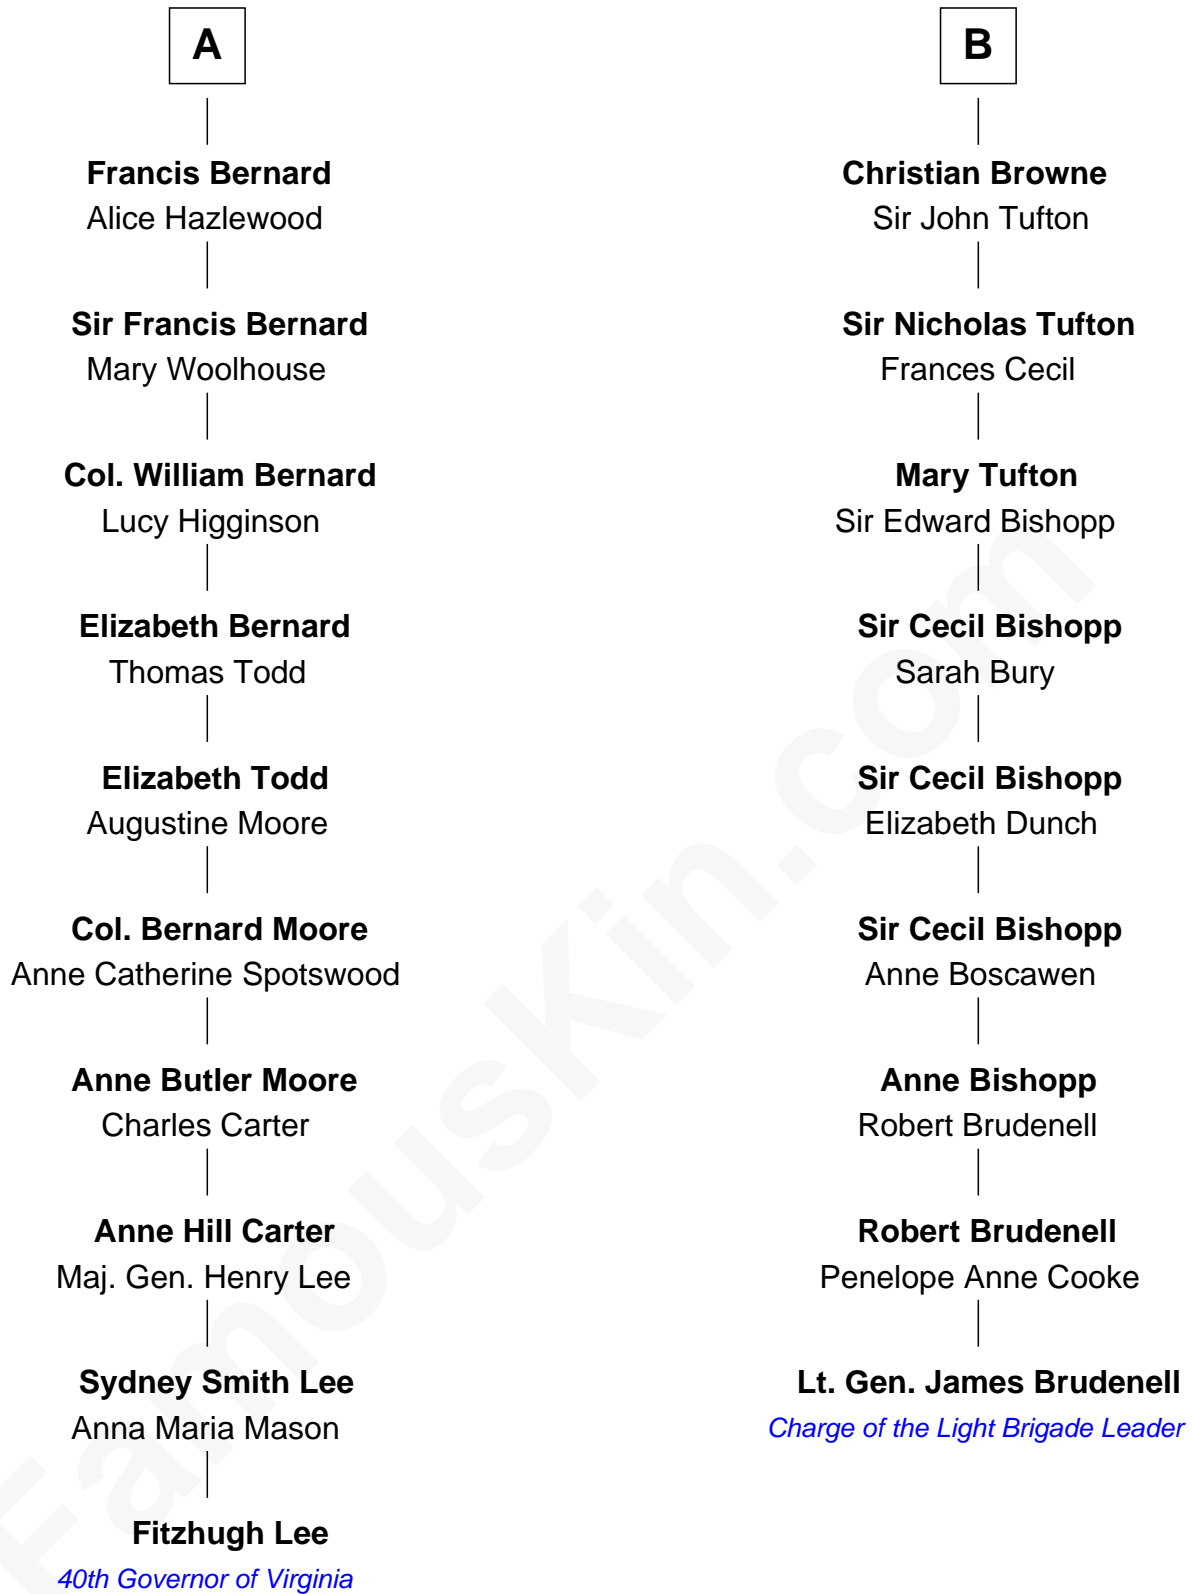 A
Francis Bernard
Alice Hazlewood
Sir Francis Bernard
Mary Woolhouse
Col. William Bernard
Lucy Higginson
Elizabeth Bernard
Thomas Todd
Elizabeth Todd
Augustine Moore
Col. Bernard Moore
Anne Catherine Spotswood
Anne Butler Moore
Charles Carter
Anne Hill Carter
Maj. Gen. Henry Lee
Sydney Smith Lee
Anna Maria Mason
Fitzhugh Lee
40th Governor of Virginia
B
Christian Browne
Sir John Tufton
Sir Nicholas Tufton
Frances Cecil
Mary Tufton
Sir Edward Bishopp
Sir Cecil Bishopp
Sarah Bury
Sir Cecil Bishopp
Elizabeth Dunch
Sir Cecil Bishopp
Anne Boscawen
Anne Bishopp
Robert Brudenell
Robert Brudenell
Penelope Anne Cooke
Lt. Gen. James Brudenell
Charge of the Light Brigade Leader
FamousKin.com